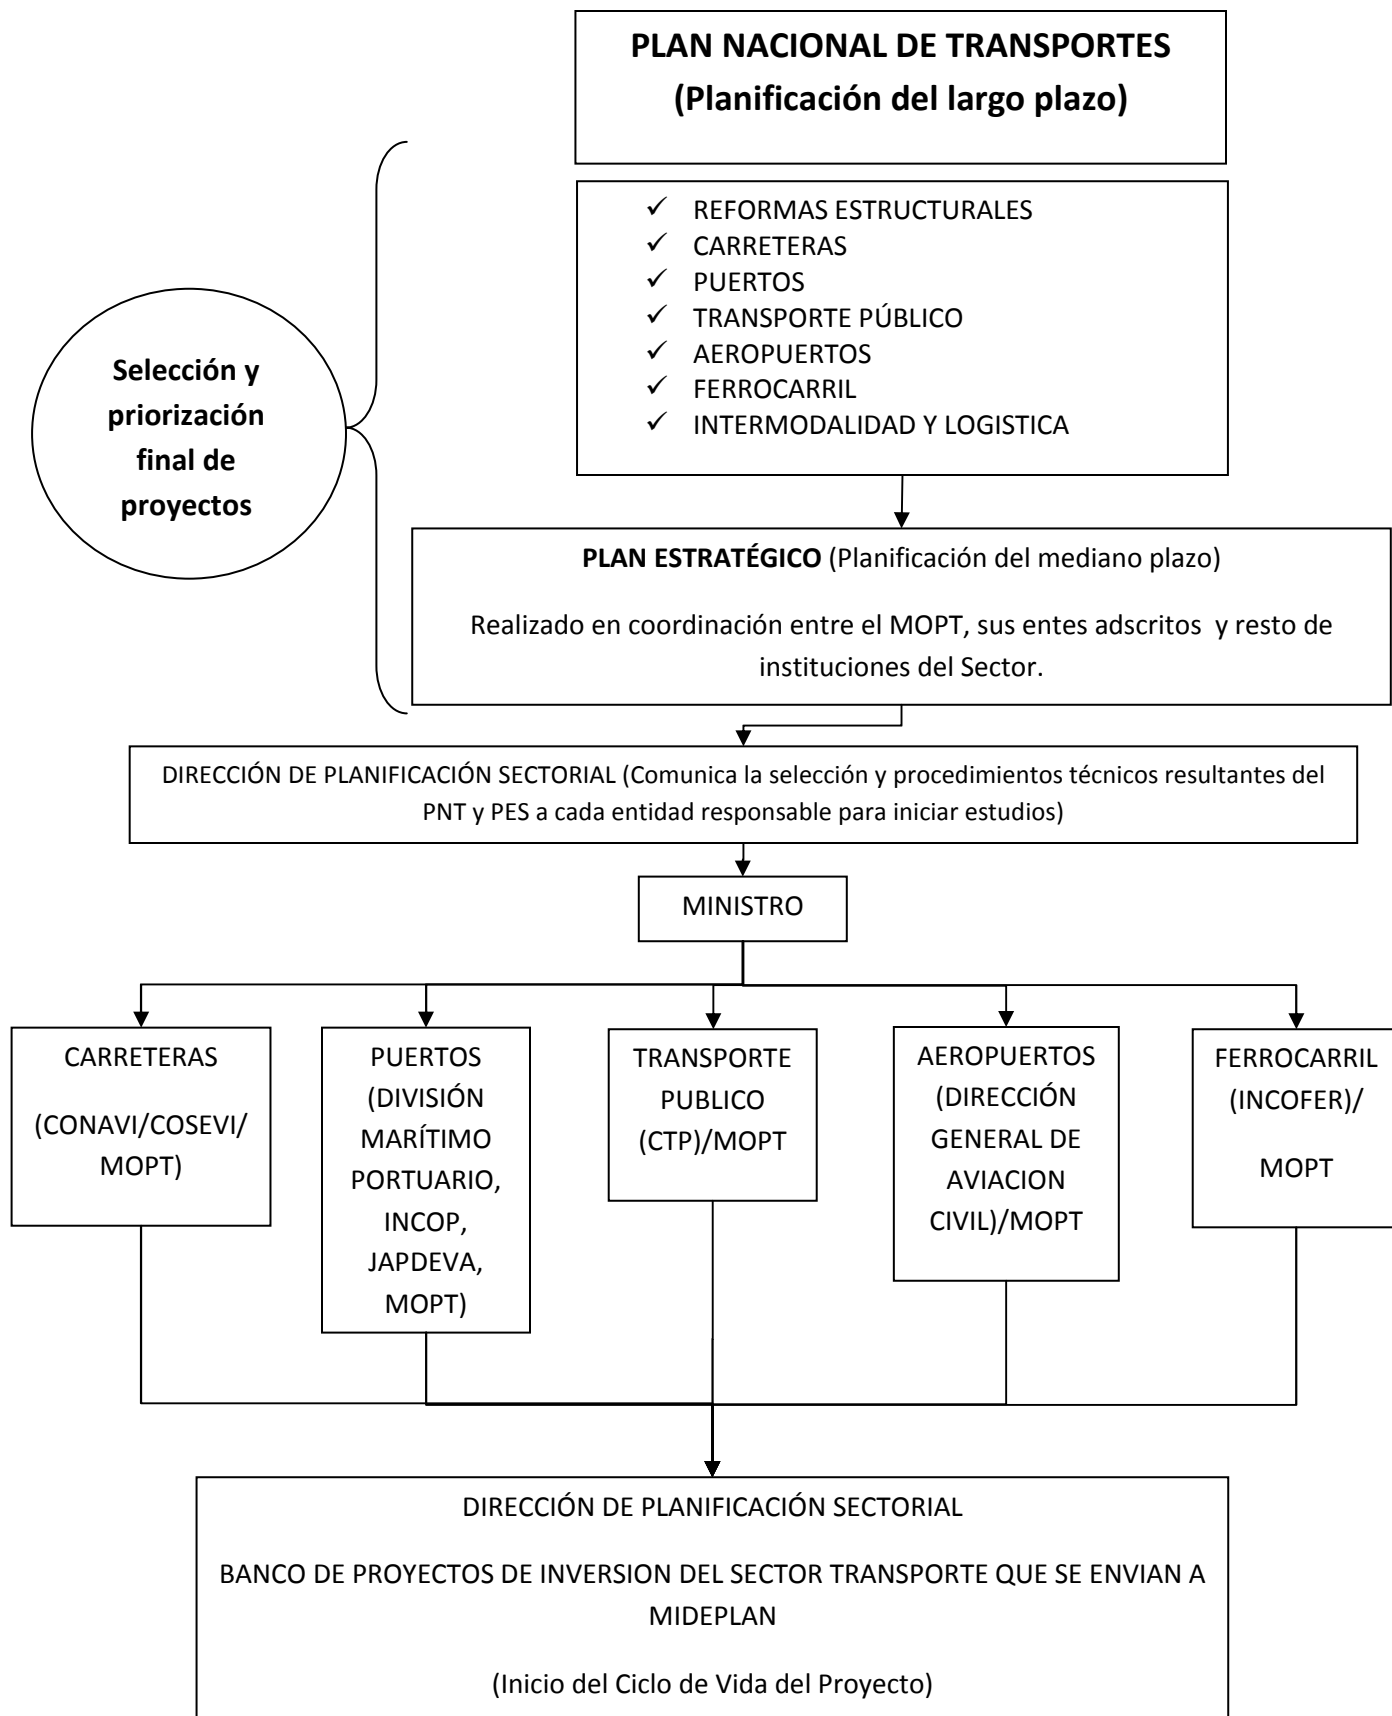 PLAN NACIONAL DE TRANSPORTES
(Planificación del largo plazo)
✓ REFORMAS ESTRUCTURALES
✓ CARRETERAS
✓ PUERTOS
✓ TRANSPORTE PÚBLICO
✓ AEROPUERTOS
✓ FERROCARRIL
✓ INTERMODALIDAD Y LOGISTICA
Selección y
priorización
final de
proyectos
PLAN ESTRATÉGICO (Planificación del mediano plazo)
Realizado en coordinación entre el MOPT, sus entes adscritos y resto de
instituciones del Sector.
DIRECCIÓN DE PLANIFICACIÓN SECTORIAL (Comunica la selección y procedimientos técnicos resultantes del
PNT y PES a cada entidad responsable para iniciar estudios)
MINISTRO
CARRETERAS
(CONAVI/COSEVI/
MOPT)
PUERTOS
(DIVISIÓN
MARÍTIMO
PORTUARIO,
INCOP,
JAPDEVA,
MOPT)
TRANSPORTE
PUBLICO
(CTP)/MOPT
AEROPUERTOS
(DIRECCIÓN
GENERAL DE
AVIACION
CIVIL)/MOPT
FERROCARRIL
(INCOFER)/
MOPT
DIRECCIÓN DE PLANIFICACIÓN SECTORIAL
BANCO DE PROYECTOS DE INVERSION DEL SECTOR TRANSPORTE QUE SE ENVIAN A
MIDEPLAN
(Inicio del Ciclo de Vida del Proyecto)